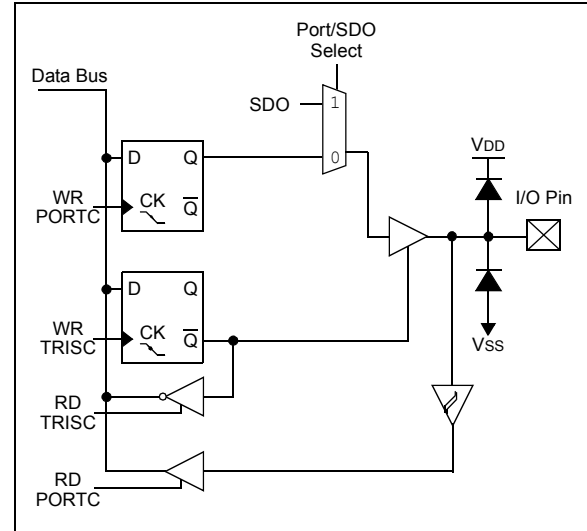 Port/SDO
Select
Data Bus
SDO
1
0
D
Q
CK
Q̅
WR
PORTC
VDD
I/O Pin
VSS
D
Q
CK
Q̅
WR
TRISC
RD
TRISC
RD
PORTC